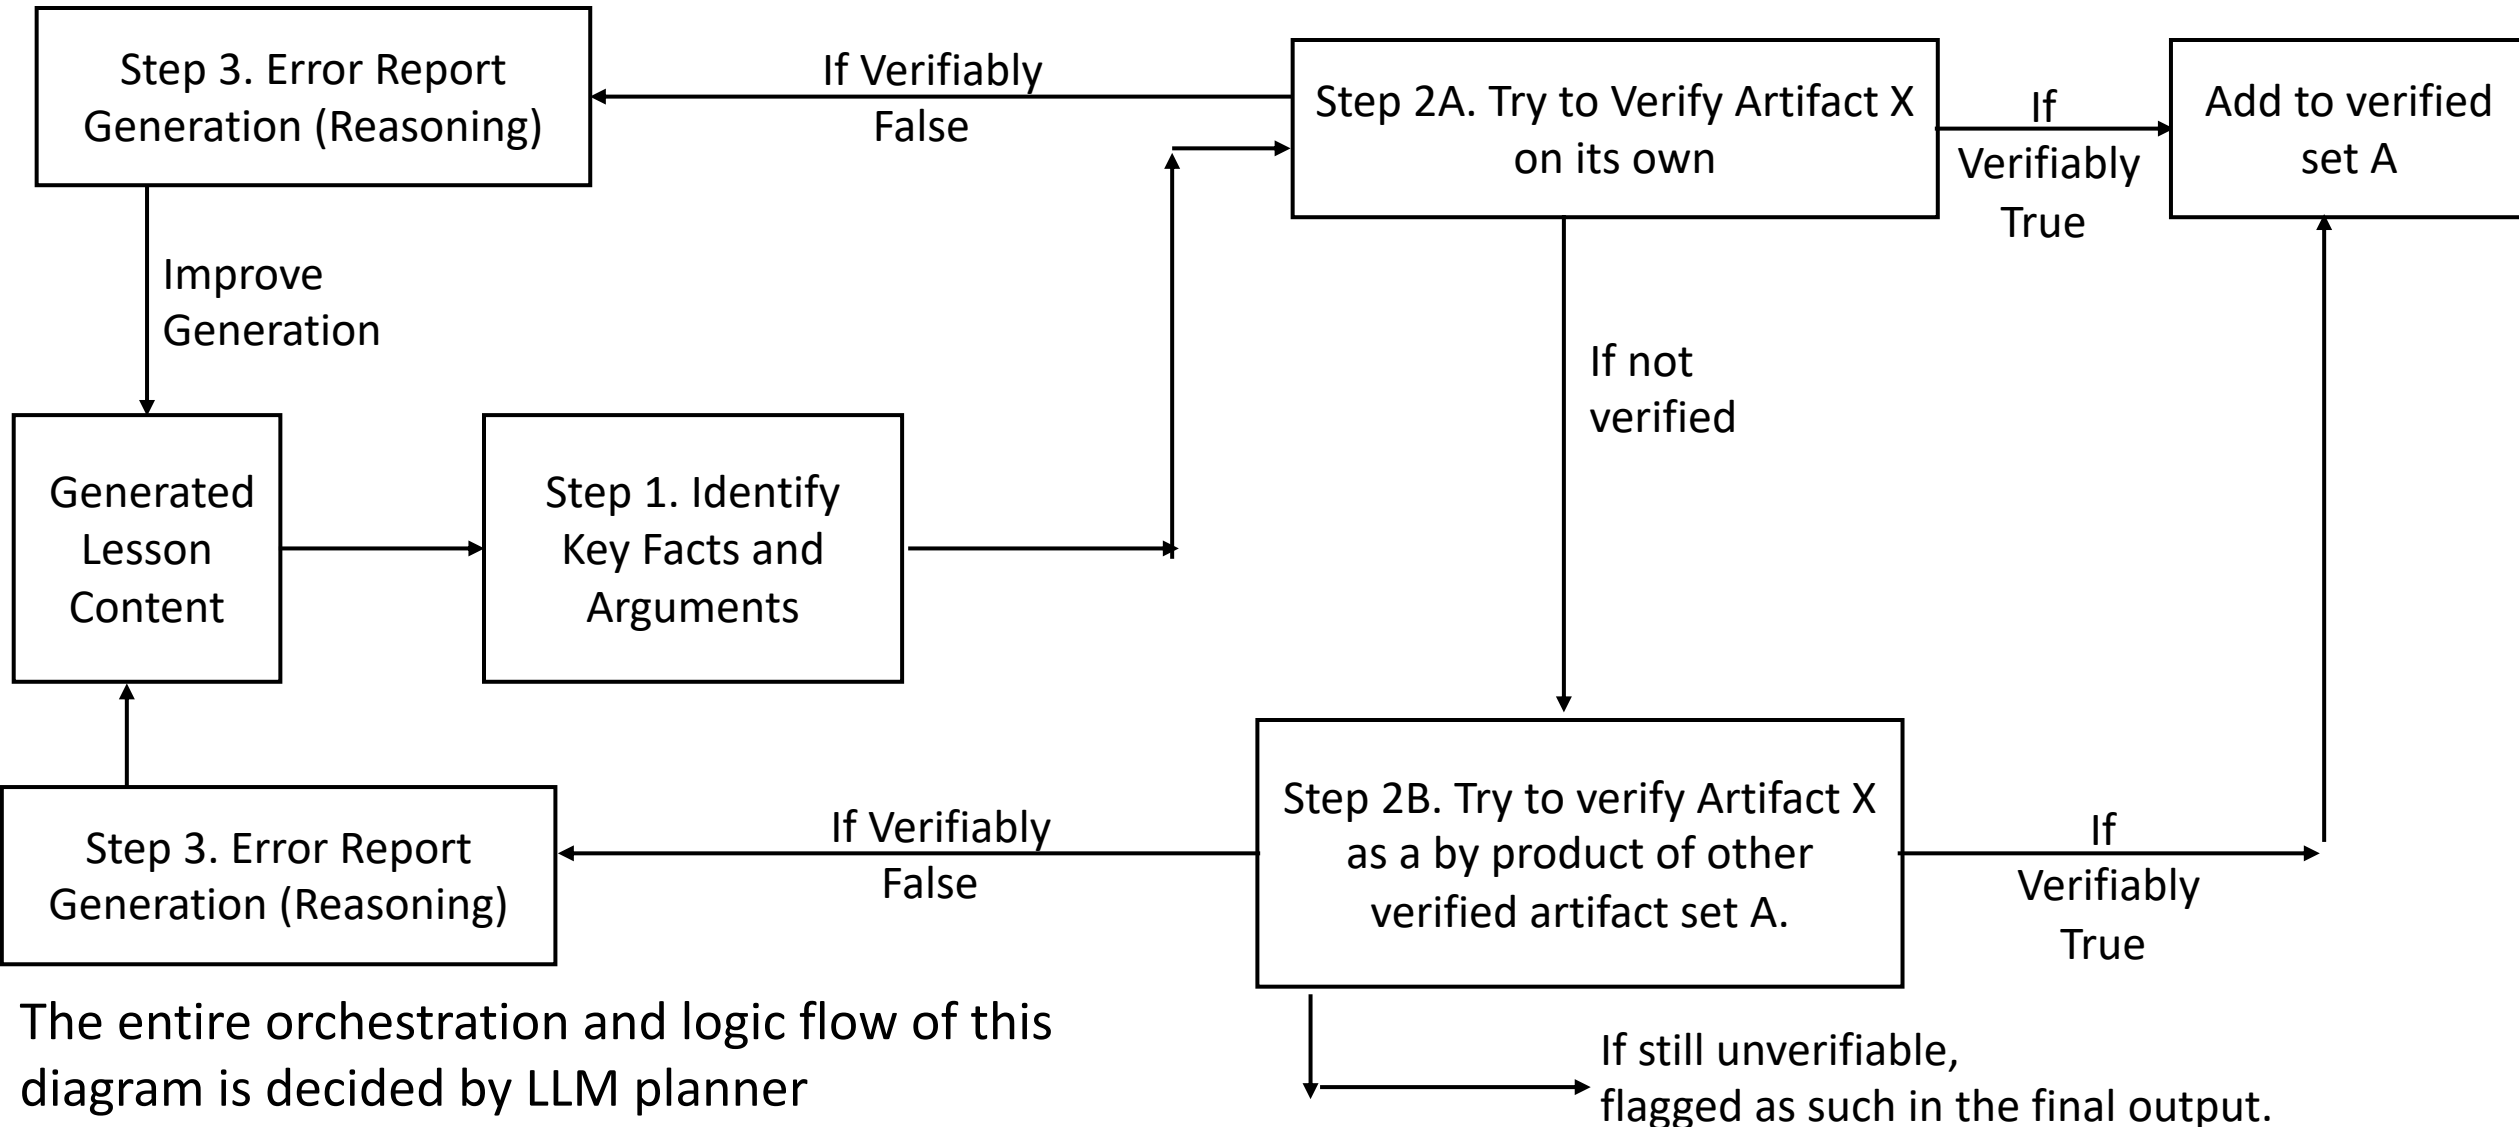 Step 3. Error Report
Generation (Reasoning)
If Verifiably
False
Step 2A. Try to Verify Artifact X
on its own
If
Verifiably
True
Add to verified
set A
Improve
Generation
If not
verified
Generated
Lesson
Content
Step 1. Identify
Key Facts and
Arguments
Step 3. Error Report
Generation (Reasoning)
If Verifiably
False
Step 2B. Try to verify Artifact X
as a by product of other
verified artifact set A.
If
Verifiably
True
The entire orchestration and logic flow of this
diagram is decided by LLM planner
If still unverifiable,
flagged as such in the final output.